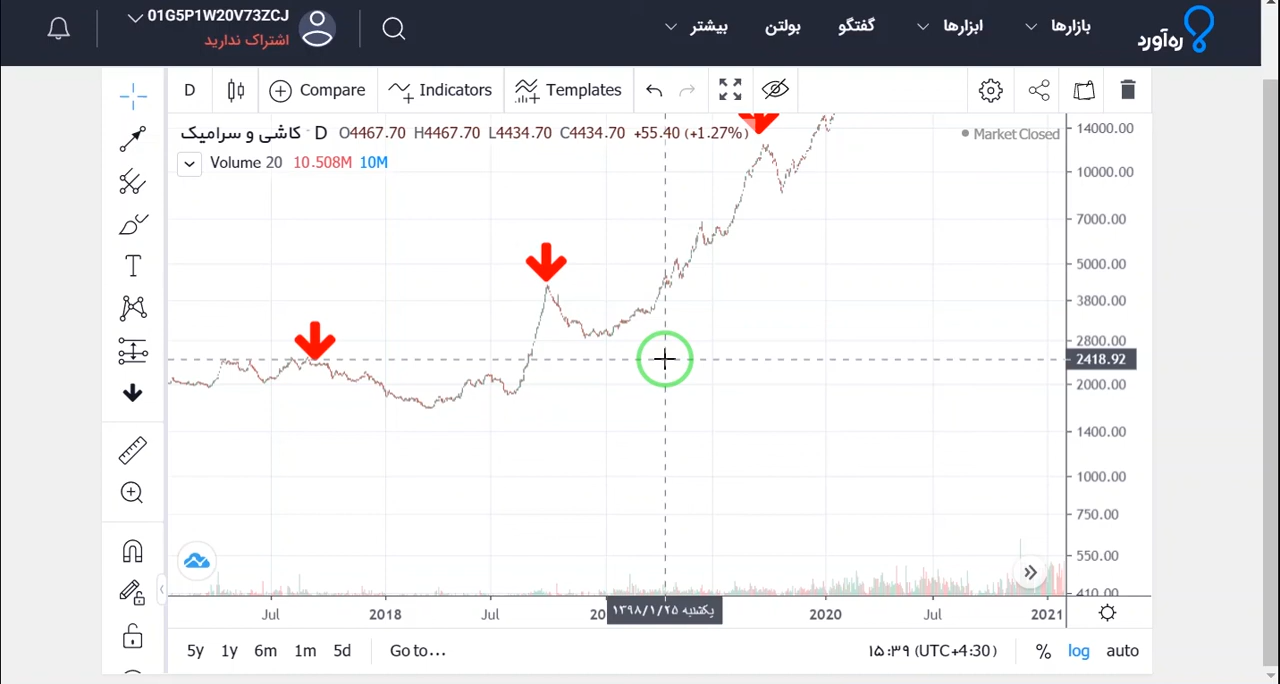 01G5P1W20V73ZCJ
اشتراک ندارید
بیشتر
بولتن
گفتگو
ابزارها
بازارها
ره‌آورد
D
Compare
Indicators
Templates
کاشی و سرامیک · D O4467.70 H4467.70 L4434.70 C4434.70 +55.40 (+1.27%)
Market Closed
Volume 20 10.508M 10M
14000.00
10000.00
7000.00
5000.00
3800.00
2800.00
2418.92
2000.00
1400.00
1000.00
750.00
550.00
410.00
Jul 2018 Jul 20 یکشنبه ۱۳۹۸/۱/۲۵ 2020 Jul 2021
5y 1y 6m 1m 5d Go to... ۱۵:۳۹ (UTC+4:30) % log auto
T